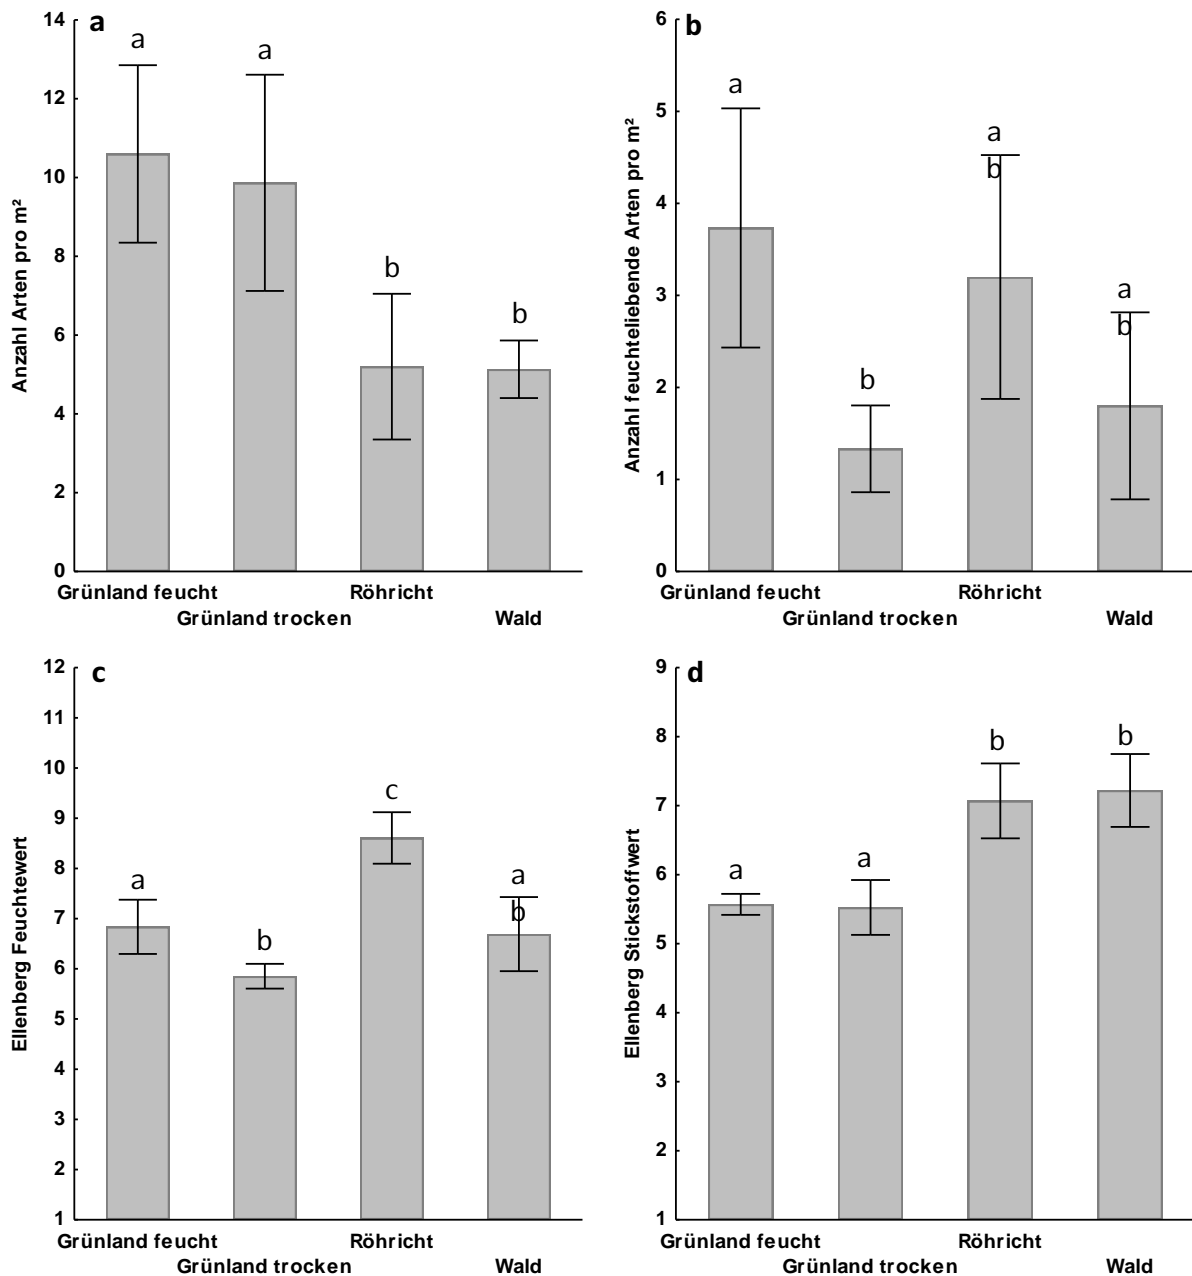 a
Anzahl Arten pro m²
14
12
10
8
6
4
2
0
a
a
b
b
Grünland feucht
Röhricht
Grünland trocken
Wald
b
Anzahl feuchteliebende Arten pro m²
6
5
4
3
2
1
0
a
b
a
b
a
b
Grünland feucht
Röhricht
Grünland trocken
Wald
c
Ellenberg Feuchtewert
12
11
10
9
8
7
6
5
4
3
2
1
a
b
c
a
b
Grünland feucht
Röhricht
Grünland trocken
Wald
d
Ellenberg Stickstoffwert
9
8
7
6
5
4
3
2
1
a
a
b
b
Grünland feucht
Röhricht
Grünland trocken
Wald